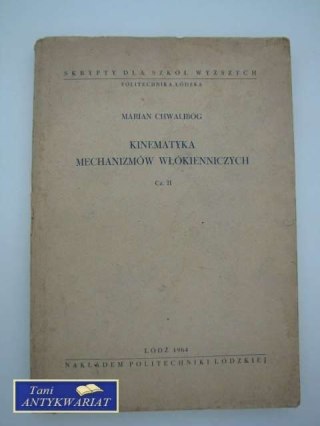 SKRYPTY DLA SZKÓŁ WYŻSZYCH
POLITECHNIKA ŁÓDZKA
MARIAN CHWALIBÓG
KINEMATYKA
MECHANIZMÓW WŁÓKIENNICZYCH
Cz. II
ŁÓDŹ 1964
NAKŁADEM POLITECHNIKI ŁÓDZKIEJ
Tani
ANTYKWARIAT